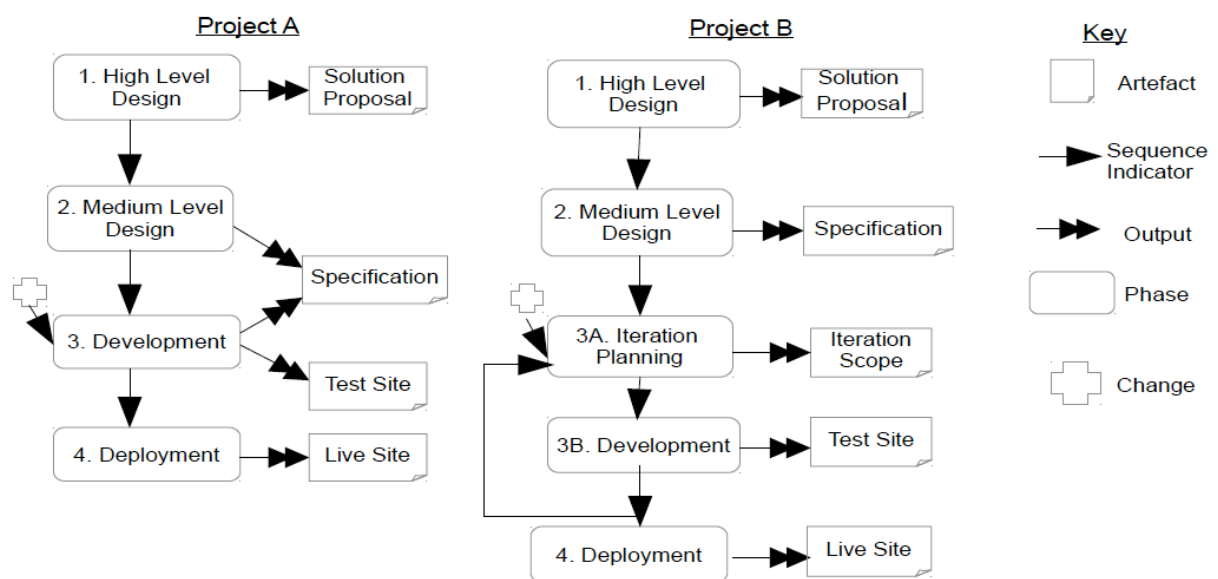 Project A
1. High Level
Design
Solution
Proposal
2. Medium Level
Design
Specification
3. Development
Test Site
4. Deployment
Live Site
Project B
1. High Level
Design
Solution
Proposal
2. Medium Level
Design
Specification
3A. Iteration
Planning
Iteration
Scope
3B. Development
Test Site
4. Deployment
Live Site
Key
Artefact
Sequence
Indicator
Output
Phase
Change